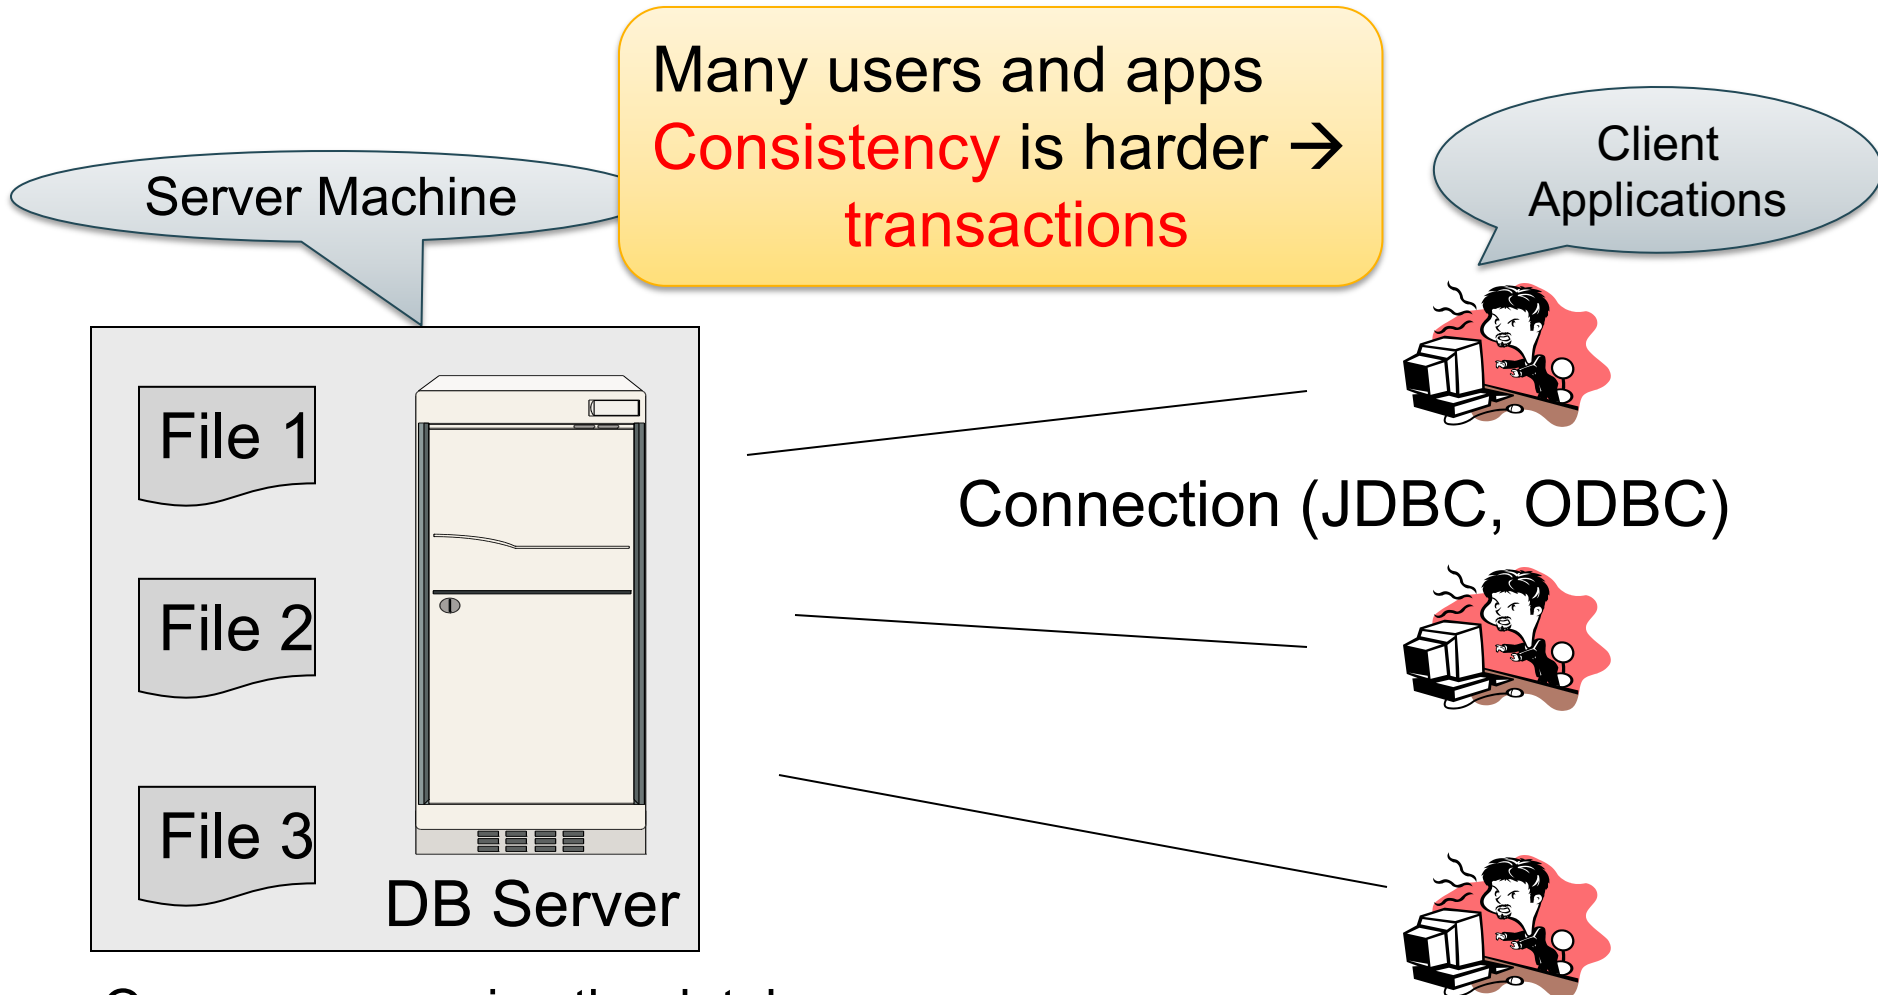 Many users and apps
Consistency is harder →
transactions
Server Machine
Client
Applications
File 1
File 2
File 3
DB Server
Connection (JDBC, ODBC)